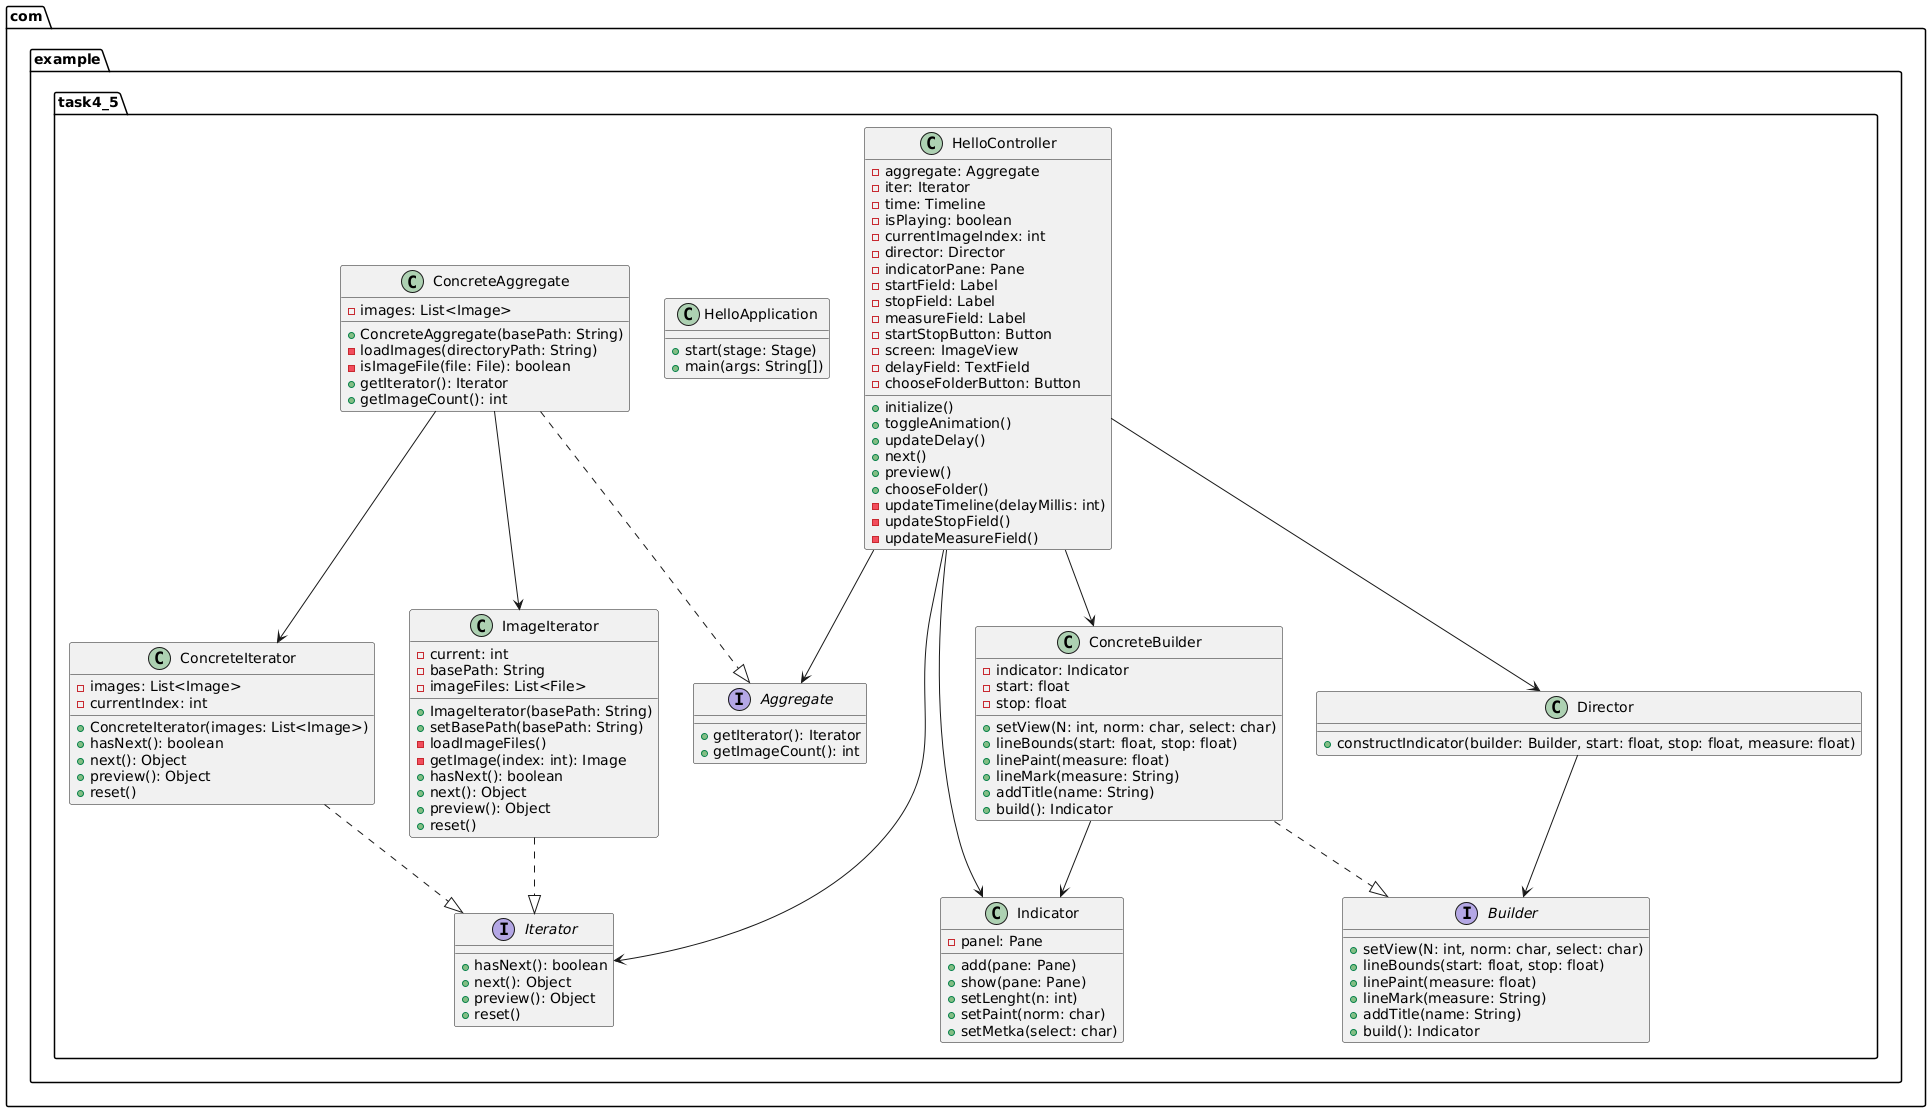 com
example
task4_5
C HelloController
aggregate: Aggregate
iter: Iterator
time: Timeline
isPlaying: boolean
currentImageIndex: int
director: Director
indicatorPane: Pane
startField: Label
stopField: Label
measureField: Label
startStopButton: Button
screen: ImageView
delayField: TextField
chooseFolderButton: Button
initialize()
toggleAnimation()
updateDelay()
next()
preview()
chooseFolder()
updateTimeline(delayMillis: int)
updateStopField()
updateMeasureField()
C ConcreteAggregate
images: List<Image>
ConcreteAggregate(basePath: String)
loadImages(directoryPath: String)
isImageFile(file: File): boolean
getIterator(): Iterator
getImageCount(): int
C HelloApplication
start(stage: Stage)
main(args: String[])
C ConcreteIterator
images: List<Image>
currentIndex: int
ConcreteIterator(images: List<Image>)
hasNext(): boolean
next(): Object
preview(): Object
reset()
C ImageIterator
current: int
basePath: String
imageFiles: List<File>
ImageIterator(basePath: String)
setBasePath(basePath: String)
loadImageFiles()
getImage(index: int): Image
hasNext(): boolean
next(): Object
preview(): Object
reset()
I Aggregate
getIterator(): Iterator
getImageCount(): int
C ConcreteBuilder
indicator: Indicator
start: float
stop: float
setView(N: int, norm: char, select: char)
lineBounds(start: float, stop: float)
linePaint(measure: float)
lineMark(measure: String)
addTitle(name: String)
build(): Indicator
C Director
constructIndicator(builder: Builder, start: float, stop: float, measure: float)
I Iterator
hasNext(): boolean
next(): Object
preview(): Object
reset()
C Indicator
panel: Pane
add(pane: Pane)
show(pane: Pane)
setLenght(n: int)
setPaint(norm: char)
setMetka(select: char)
I Builder
setView(N: int, norm: char, select: char)
lineBounds(start: float, stop: float)
linePaint(measure: float)
lineMark(measure: String)
addTitle(name: String)
build(): Indicator